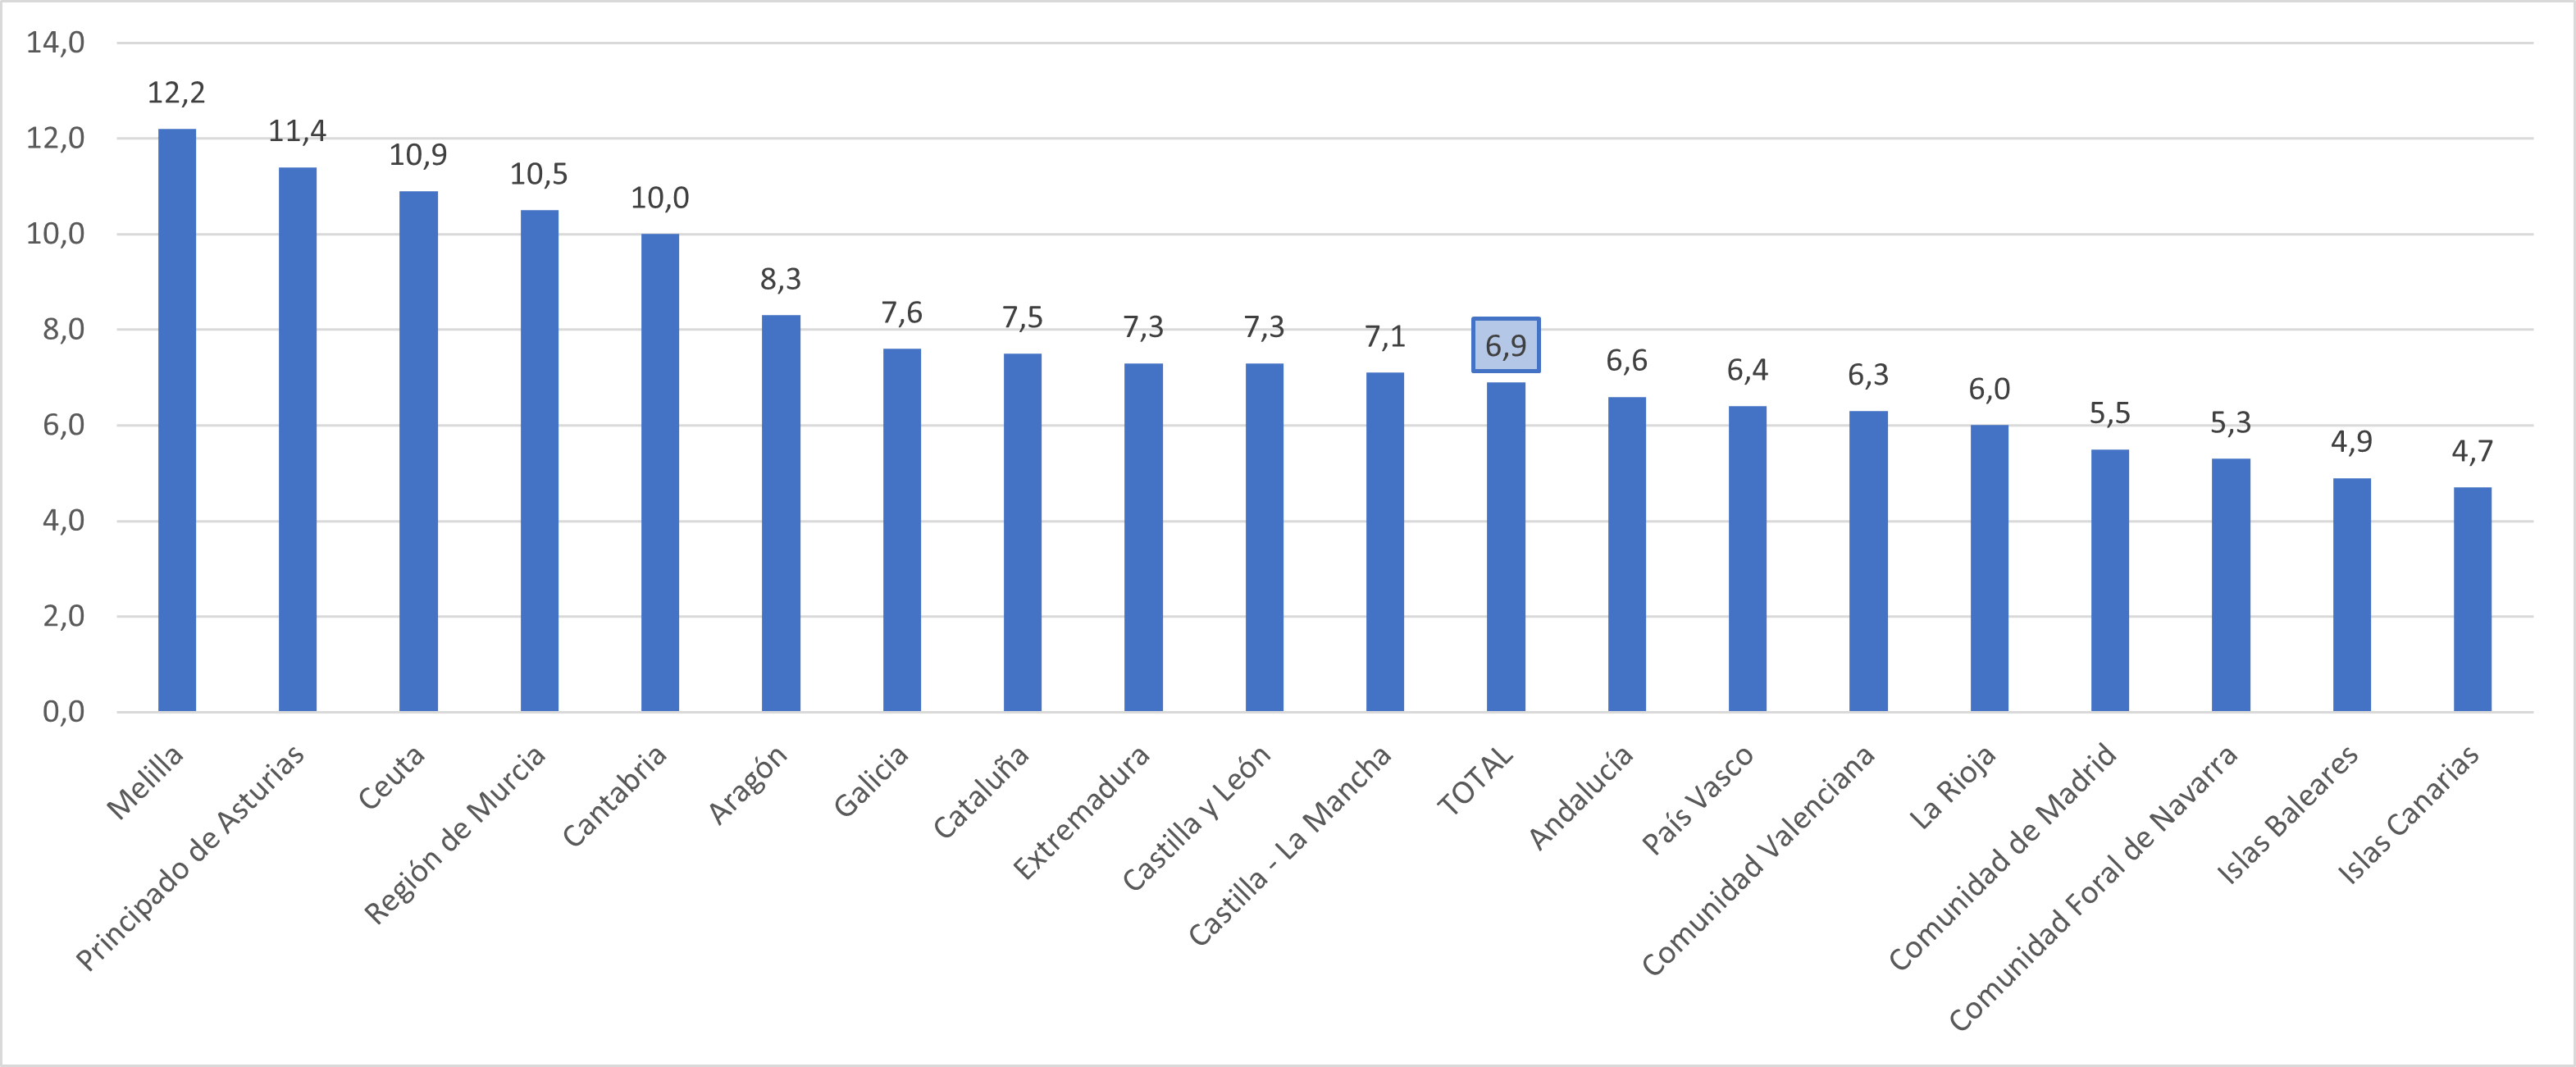 14,0
12,0
10,0
8,0
6,0
4,0
2,0
0,0
12,2
11,4
10,9
10,5
10,0
8,3
7,6
7,5
7,3
7,3
7,1
6,9
6,6
6,4
6,3
6,0
5,5
5,3
4,9
4,7
Melilla
Principado de Asturias
Ceuta
Región de Murcia
Cantabria
Aragón
Galicia
Cataluña
Extremadura
Castilla y León
Castilla - La Mancha
TOTAL
Andalucía
País Vasco
Comunidad Valenciana
La Rioja
Comunidad de Madrid
Comunidad Foral de Navarra
Islas Baleares
Islas Canarias